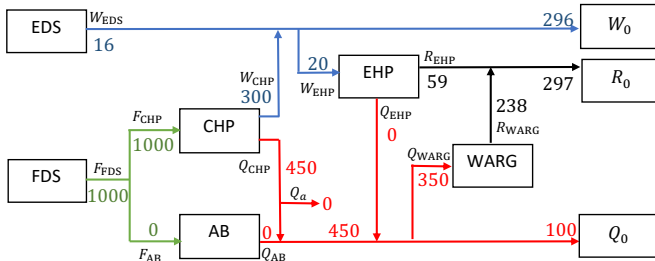 EDS
W_EDS
16
296
W_0
W_CHP
300
20
W_EHP
EHP
R_EHP
59
297
R_0
Q_EHP
0
238
R_WARG
F_CHP
1000
CHP
Q_CHP
450
Q_a
0
Q_WARG
350
WARG
FDS
F_FDS
1000
0
F_AB
AB
0
Q_AB
450
100
Q_0